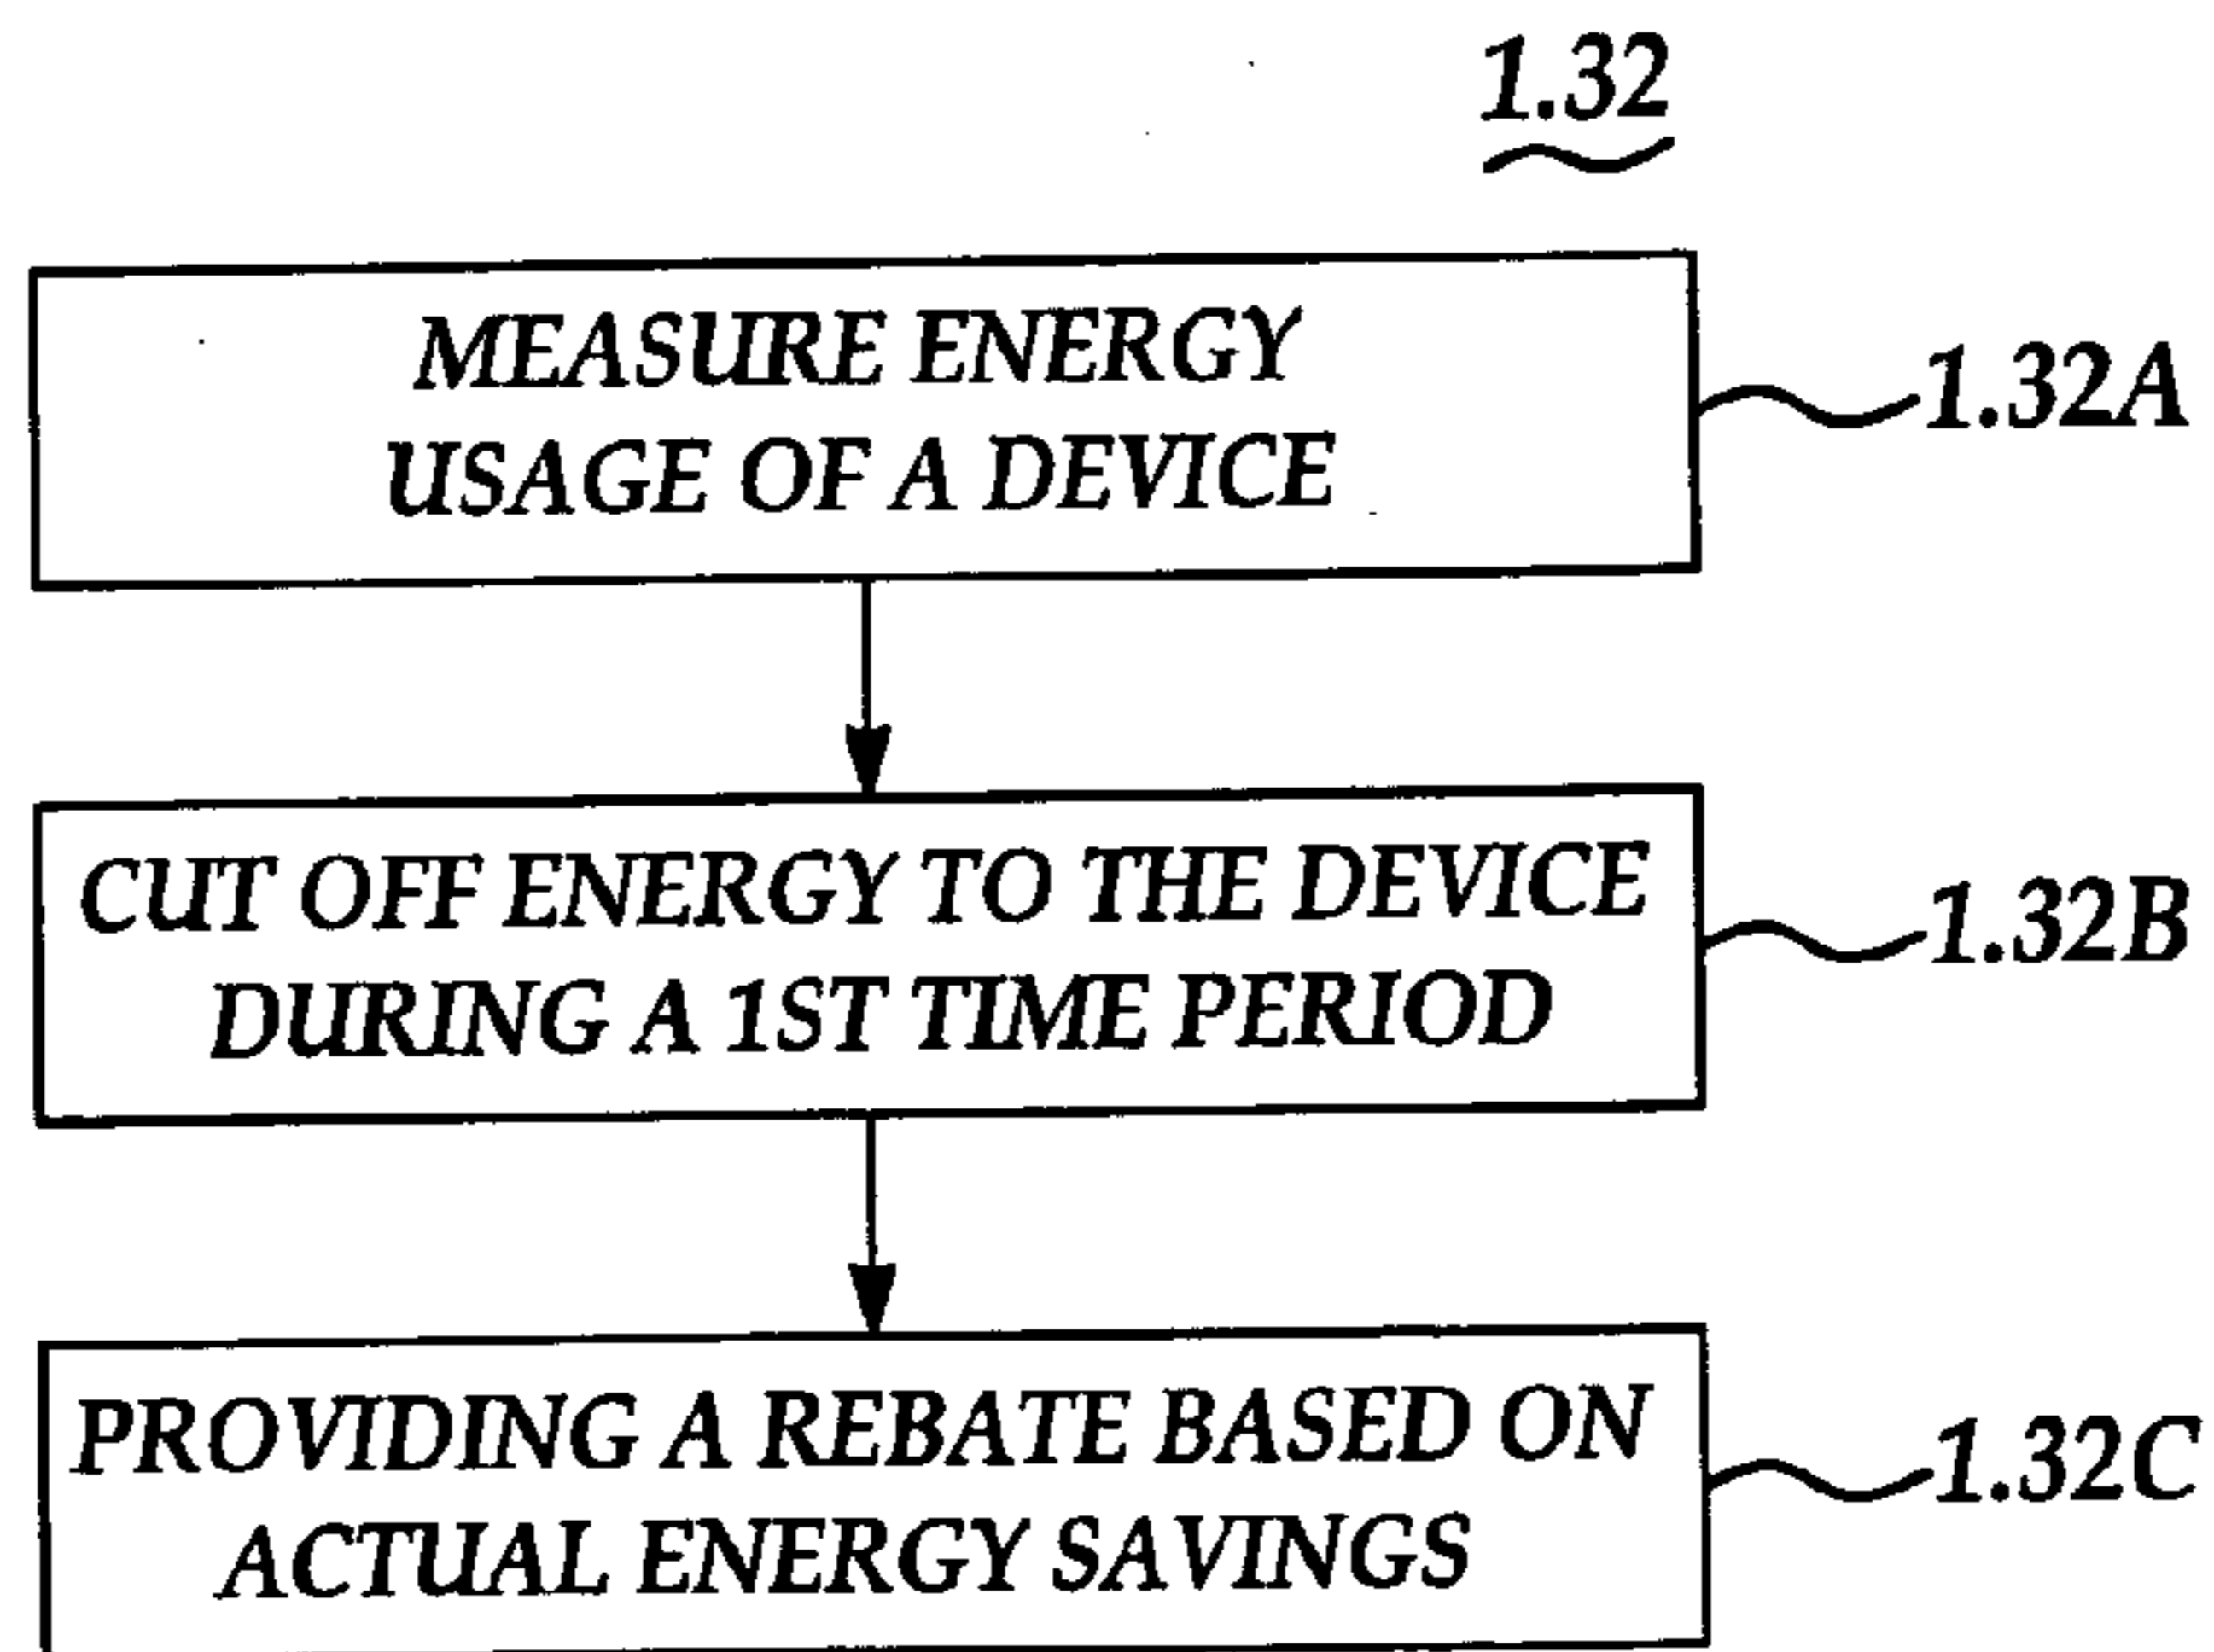 1.32
MEASURE ENERGY
USAGE OF A DEVICE
1.32A
CUT OFF ENERGY TO THE DEVICE
DURING A 1ST TIME PERIOD
1.32B
PROVIDING A REBATE BASED ON
ACTUAL ENERGY SAVINGS
1.32C